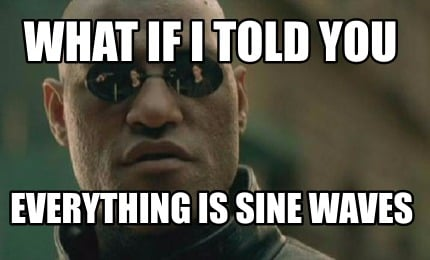 WHAT IF I TOLD YOU
EVERYTHING IS SINE WAVES